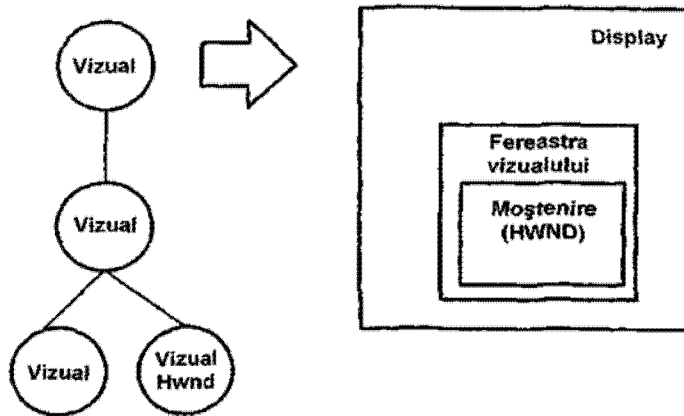 Vizual
Display
Fereastra
vizualului
Moştenire
(HWND)
Vizual
Vizual
Vizual
Hwnd